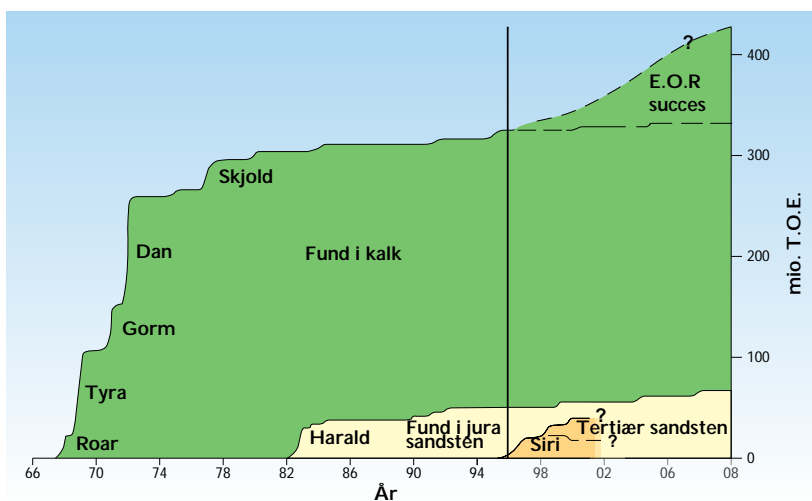 ?
400
E.O.R
succes
300
Skjold
mio. T.O.E.
Dan
Fund i kalk
200
Gorm
100
Tyra
?
Harald
Fund i jura
sandsten
Tertiær sandsten
Roar
Siri
?
0
66 70 74 78 82 86 90 94 98 02 08
År